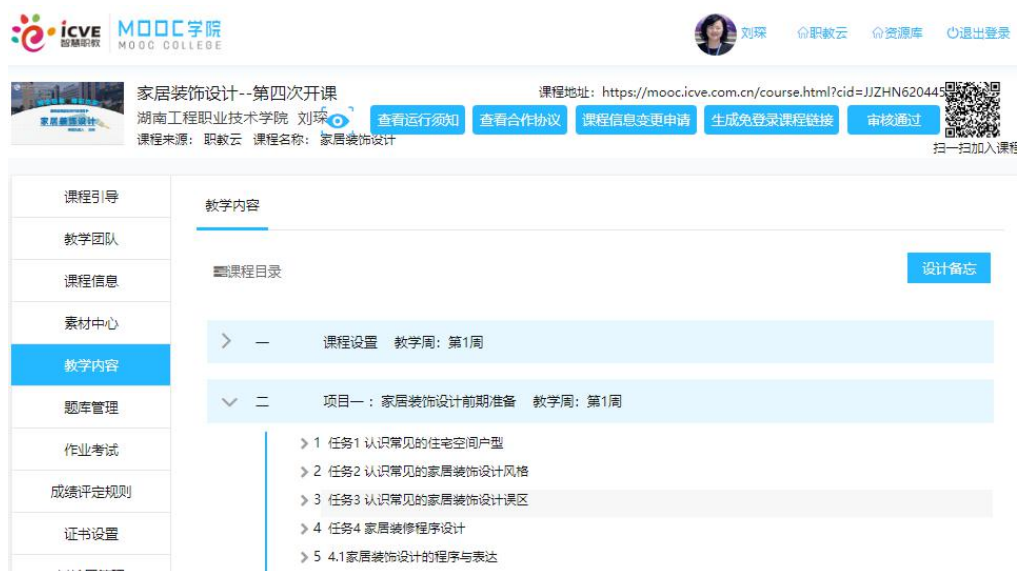 icve 智慧职教 MOOC学院 MOOC COLLEGE
刘琛 职教云 资源库 退出登录
家居装饰设计--第四次开课
课程地址：https://mooc.icve.com.cn/course.html?cid=JJZHN620445
湖南工程职业技术学院 刘琛
查看运行须知 查看合作协议 课程信息变更申请 生成免登录课程链接 审核通过
课程来源： 职教云 课程名称： 家居装饰设计
扫一扫加入课程
家居装饰设计
课程引导
教学团队
课程信息
素材中心
教学内容
题库管理
作业考试
成绩评定规则
证书设置
教学内容
课程目录
设计备忘
一 课程设置 教学周：第1周
二 项目一：家居装饰设计前期准备 教学周：第1周
1 任务1 认识常见的住宅空间户型
2 任务2 认识常见的家居装饰设计风格
3 任务3 认识常见的家居装饰设计误区
4 任务4 家居装修程序设计
5 4.1家居装饰设计的程序与表达